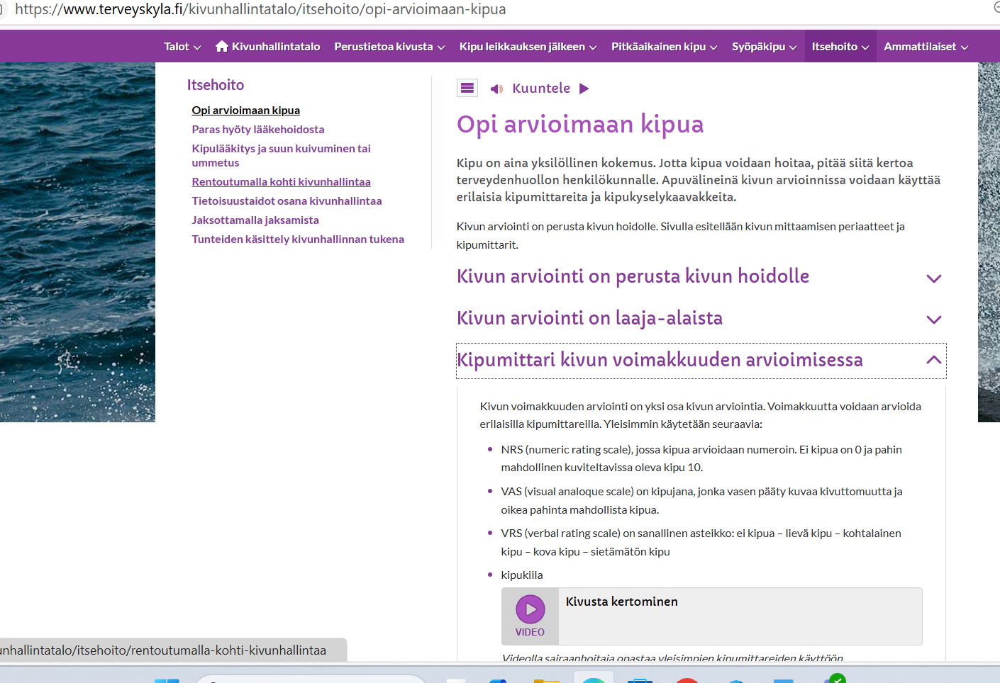 https://www.terveyskyla.fi/kivunhallintatalo/itsehoito/opi-arvioimaan-kipua
Talot Kivunhallintatalo Perustietoa kivusta Kipu leikkauksen jälkeen Pitkäaikainen kipu Syöpäkipu Itsehoito Ammattilaiset
Itsehoito
Opi arvioimaan kipua
Paras hyöty lääkehoidosta
Kipulääkitys ja suun kuivuminen tai
ummetus
Rentoutumalla kohti kivunhallintaa
Tietoisuustaidot osana kivunhallintaa
Jaksottamalla jaksamista
Tunteiden käsittely kivunhallinnan tukena
Kuuntele
Opi arvioimaan kipua
Kipu on aina yksilöllinen kokemus. Jotta kipua voidaan hoitaa, pitää siitä kertoa
terveydenhuollon henkilökunnalle. Apuvälineinä kivun arvioinnissa voidaan käyttää
erilaisia kipumittareita ja kipukyselykaavakkeita.
Kivun arviointi on perusta kivun hoidolle. Sivulla esitellään kivun mittaamisen periaatteet ja
kipumittarit.
Kivun arviointi on perusta kivun hoidolle
Kivun arviointi on laaja-alaista
Kipumittari kivun voimakkuuden arvioimisessa
Kivun voimakkuuden arviointi on yksi osa kivun arviointia. Voimakkuutta voidaan arvioida
erilaisilla kipumittareilla. Yleisimmin käytetään seuraavia:
• NRS (numeric rating scale), jossa kipua arvioidaan numeroin. Ei kipua on 0 ja pahin
mahdollinen kuviteltavissa oleva kipu 10.
• VAS (visual analoque scale) on kipujana, jonka vasen pääty kuvaa kivuttomuutta ja
oikea pahinta mahdollista kipua.
• VRS (verbal rating scale) on sanallinen asteikko: ei kipua – lievä kipu – kohtalainen
kipu – kova kipu – sietämätön kipu
• kipukiila
VIDEO
Kivusta kertominen
Videolla sairaanhoitaja opastaa yleisimpien kipumittareiden käyttöön
unhallintatalo/itsehoito/rentoutumalla-kohti-kivunhallintaa